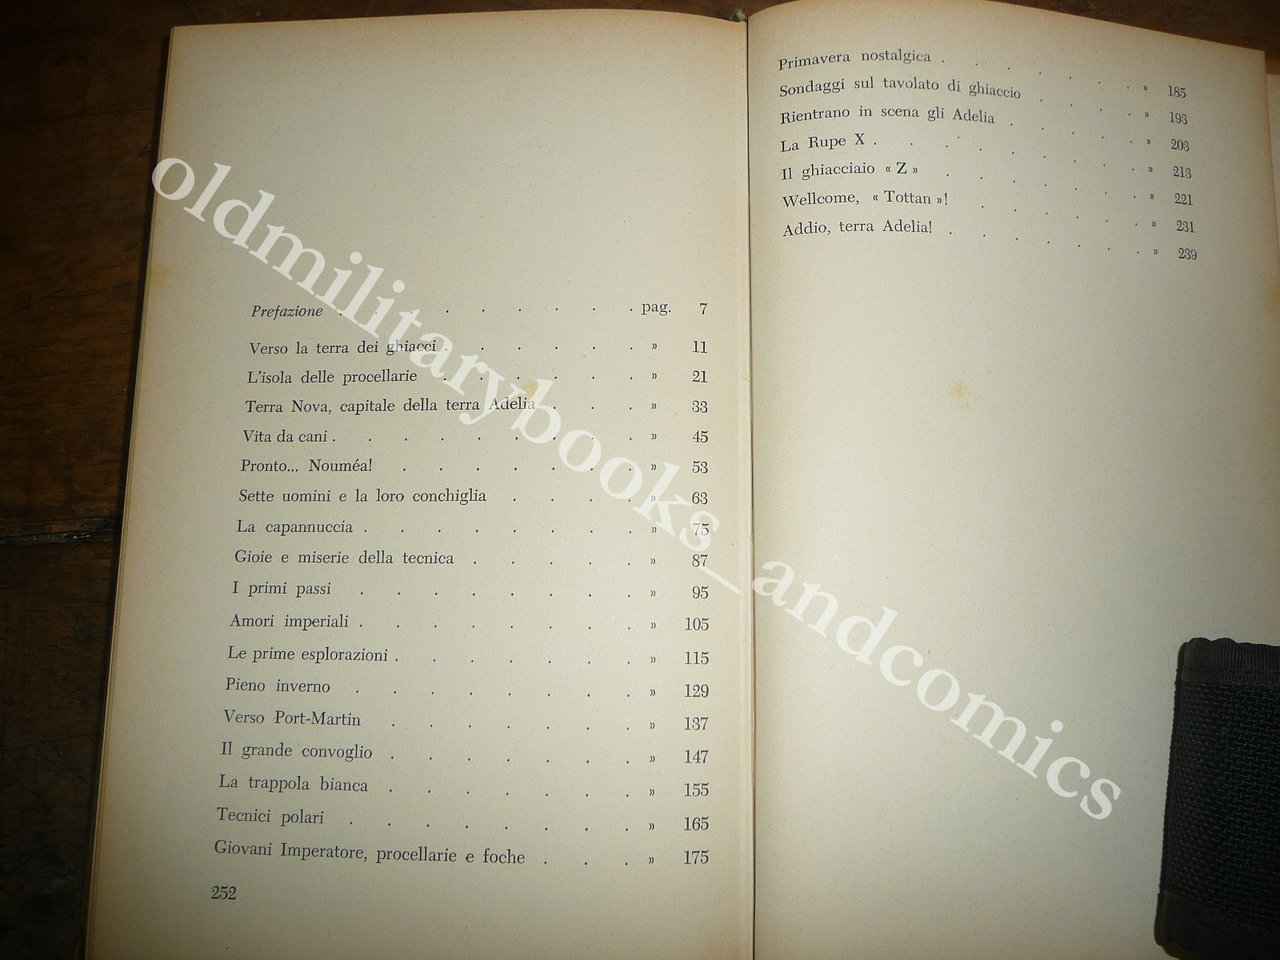 Prefazione . . . . . . . . . pag. 7
Verso la terra dei ghiacci . . . . . . » 11
L'isola delle procellarie . . . . . . » 21
Terra Nova, capitale della terra Adelia . . . » 33
Vita da cani . . . . . . . . . » 45
Pronto... Nouméa! . . . . . . . » 53
Sette uomini e la loro conchiglia . . . . » 63
La capannuccia . . . . . . . . » 75
Gioie e miserie della tecnica . . . . . » 87
I primi passi . . . . . . . . » 95
Amori imperiali . . . . . . . . » 105
Le prime esplorazioni . . . . . . . » 115
Pieno inverno . . . . . . . . » 129
Verso Port-Martin . . . . . . . » 137
Il grande convoglio . . . . . . . » 147
La trappola bianca . . . . . . . » 155
Tecnici polari . . . . . . . . » 165
Giovani Imperatore, procellarie e foche . . . » 175
252
Primavera nostalgica . . . . . . . » 185
Sondaggi sul tavolato di ghiaccio . . . . » 193
Rientrano in scena gli Adelia . . . . . » 203
La Rupe X . . . . . . . . . » 213
Il ghiacciaio « Z » . . . . . . . » 221
Wellcome, « Tottan »! . . . . . . » 231
Addio, terra Adelia! . . . . . . . » 239
oldmilitarybooks_andcomics